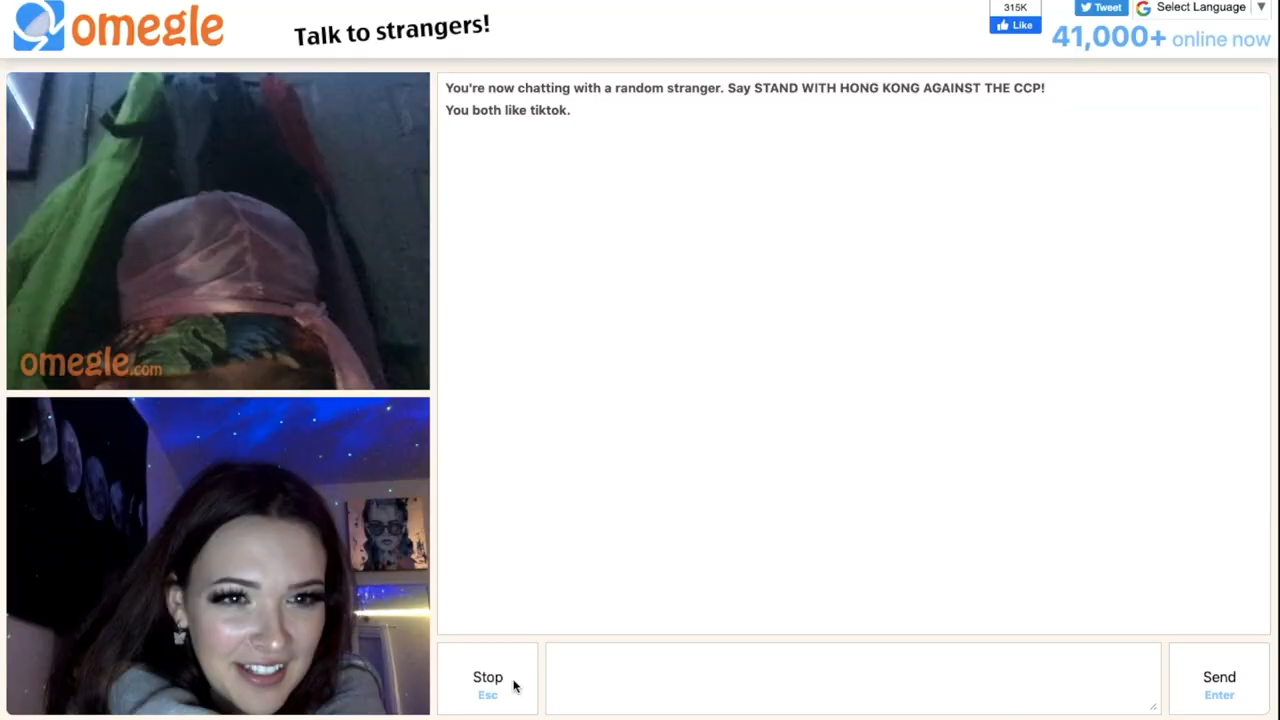 omegle
Talk to strangers!
315K
Like
Tweet
G Select Language ▼
41,000+ online now
You're now chatting with a random stranger. Say STAND WITH HONG KONG AGAINST THE CCP!
You both like tiktok.
omegle.com
Stop
Esc
Send
Enter